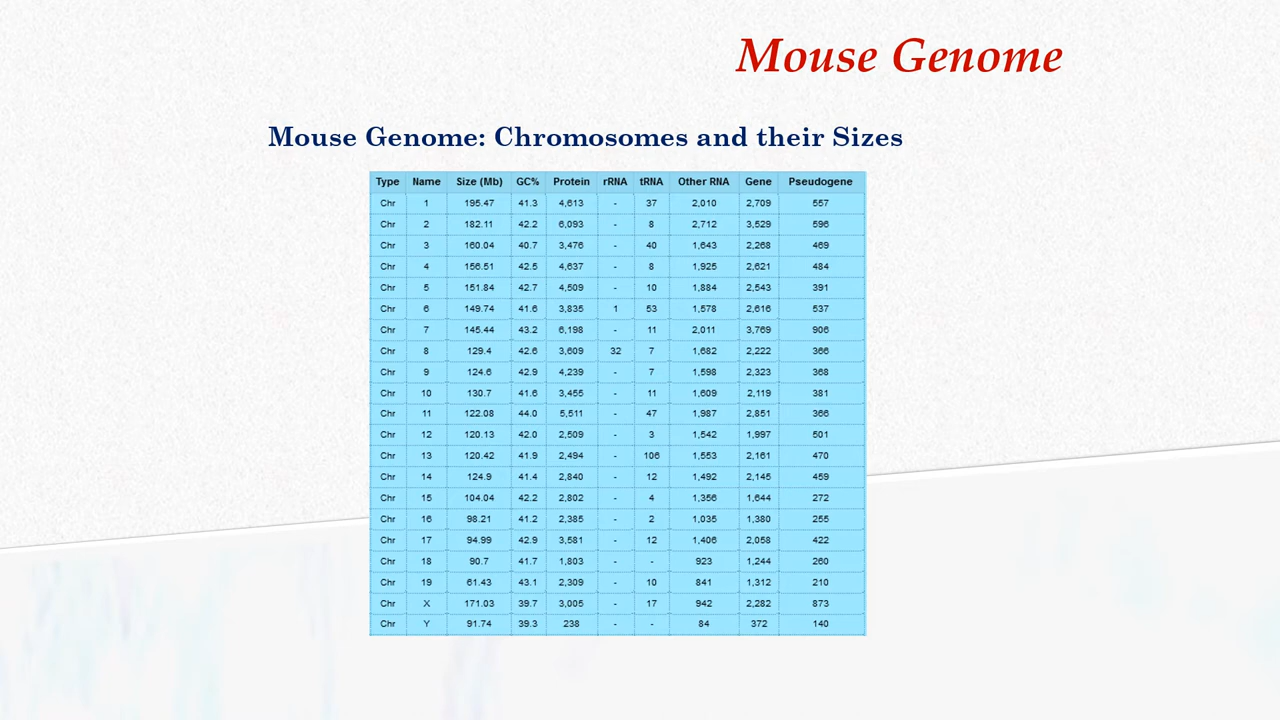 Mouse Genome
Mouse Genome: Chromosomes and their Sizes
Type Name Size (Mb) GC% Protein rRNA tRNA Other RNA Gene Pseudogene
Chr 1 195.47 41.3 4,613 - 37 2,010 2,709 557
Chr 2 182.11 42.2 6,093 - 8 2,712 3,529 596
Chr 3 160.04 40.7 3,476 - 40 1,643 2,268 469
Chr 4 156.51 42.5 4,637 - 8 1,925 2,621 484
Chr 5 151.84 42.7 4,509 - 10 1,884 2,543 391
Chr 6 149.74 41.6 3,835 1 53 1,578 2,616 537
Chr 7 145.44 43.2 6,198 - 11 2,011 3,769 906
Chr 8 129.4 42.6 3,609 32 7 1,682 2,222 366
Chr 9 124.6 42.9 4,239 - 7 1,598 2,323 368
Chr 10 130.7 41.6 3,455 - 11 1,609 2,119 381
Chr 11 122.08 44.0 5,511 - 47 1,987 2,851 366
Chr 12 120.13 42.0 2,509 - 3 1,542 1,997 501
Chr 13 120.42 41.9 2,494 - 106 1,553 2,161 470
Chr 14 124.9 41.4 2,840 - 12 1,492 2,145 459
Chr 15 104.04 42.2 2,802 - 4 1,356 1,644 272
Chr 16 98.21 41.2 2,385 - 2 1,035 1,380 255
Chr 17 94.99 42.9 3,581 - 12 1,406 2,058 422
Chr 18 90.7 41.7 1,803 - - 923 1,244 260
Chr 19 61.43 43.1 2,309 - 10 841 1,312 210
Chr X 171.03 39.7 3,005 - 17 942 2,282 873
Chr Y 91.74 39.3 238 - - 84 372 140